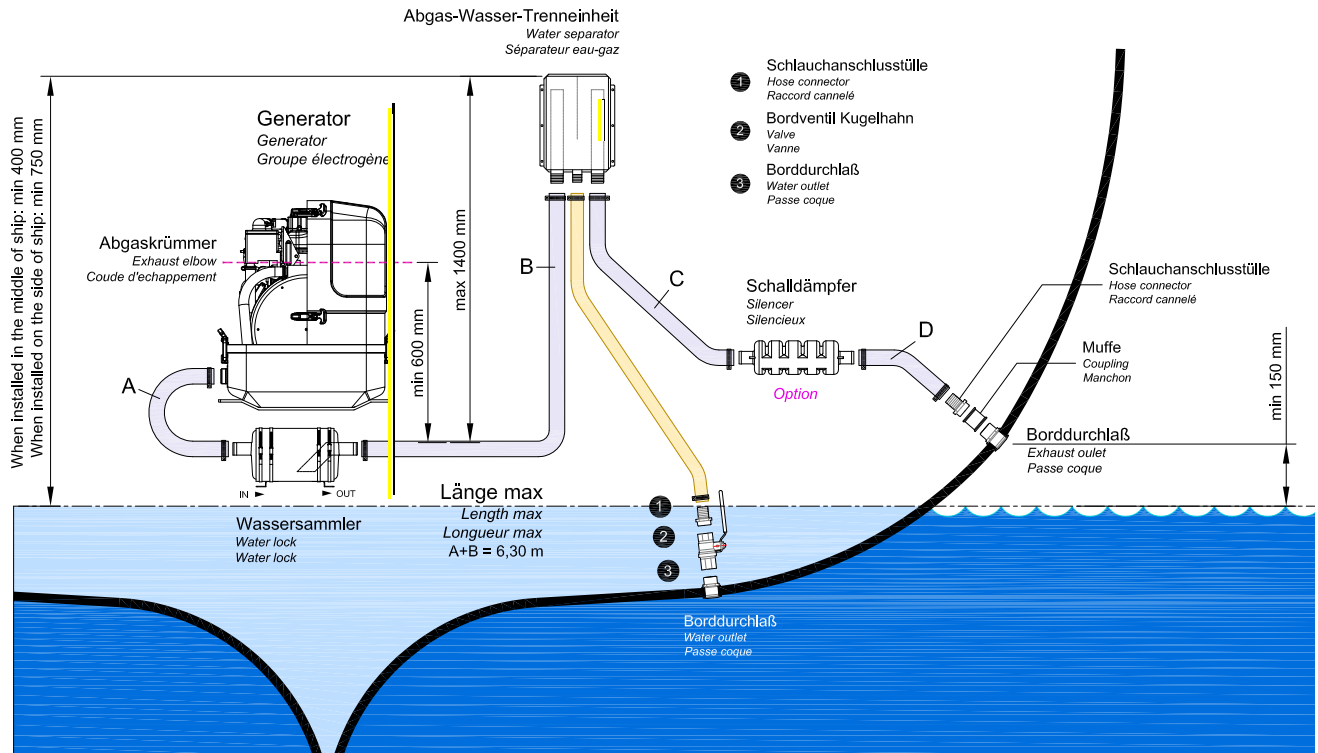 Abgas-Wasser-Trenneinheit
Water separator
Séparateur eau-gaz
1
Schlauchanschlusstülle
Hose connector
Raccord cannelé
2
Bordventil Kugelhahn
Valve
Vanne
3
Borddurchlaß
Water outlet
Passe coque
When installed in the middle of ship: min 400 mm
When installed on the side of ship: min 750 mm
Generator
Generator
Groupe électrogène
Abgaskrümmer
Exhaust elbow
Coude d'echappement
min 600 mm
max 1400 mm
A
B
C
D
Schalldämpfer
Silencer
Silencieux
Option
Schlauchanschlusstülle
Hose connector
Raccord cannelé
Muffe
Coupling
Manchon
min 150 mm
Borddurchlaß
Exhaust oulet
Passe coque
IN
OUT
Wassersammler
Water lock
Water lock
Länge max
Length max
Longueur max
A+B = 6,30 m
1
2
3
Borddurchlaß
Water outlet
Passe coque